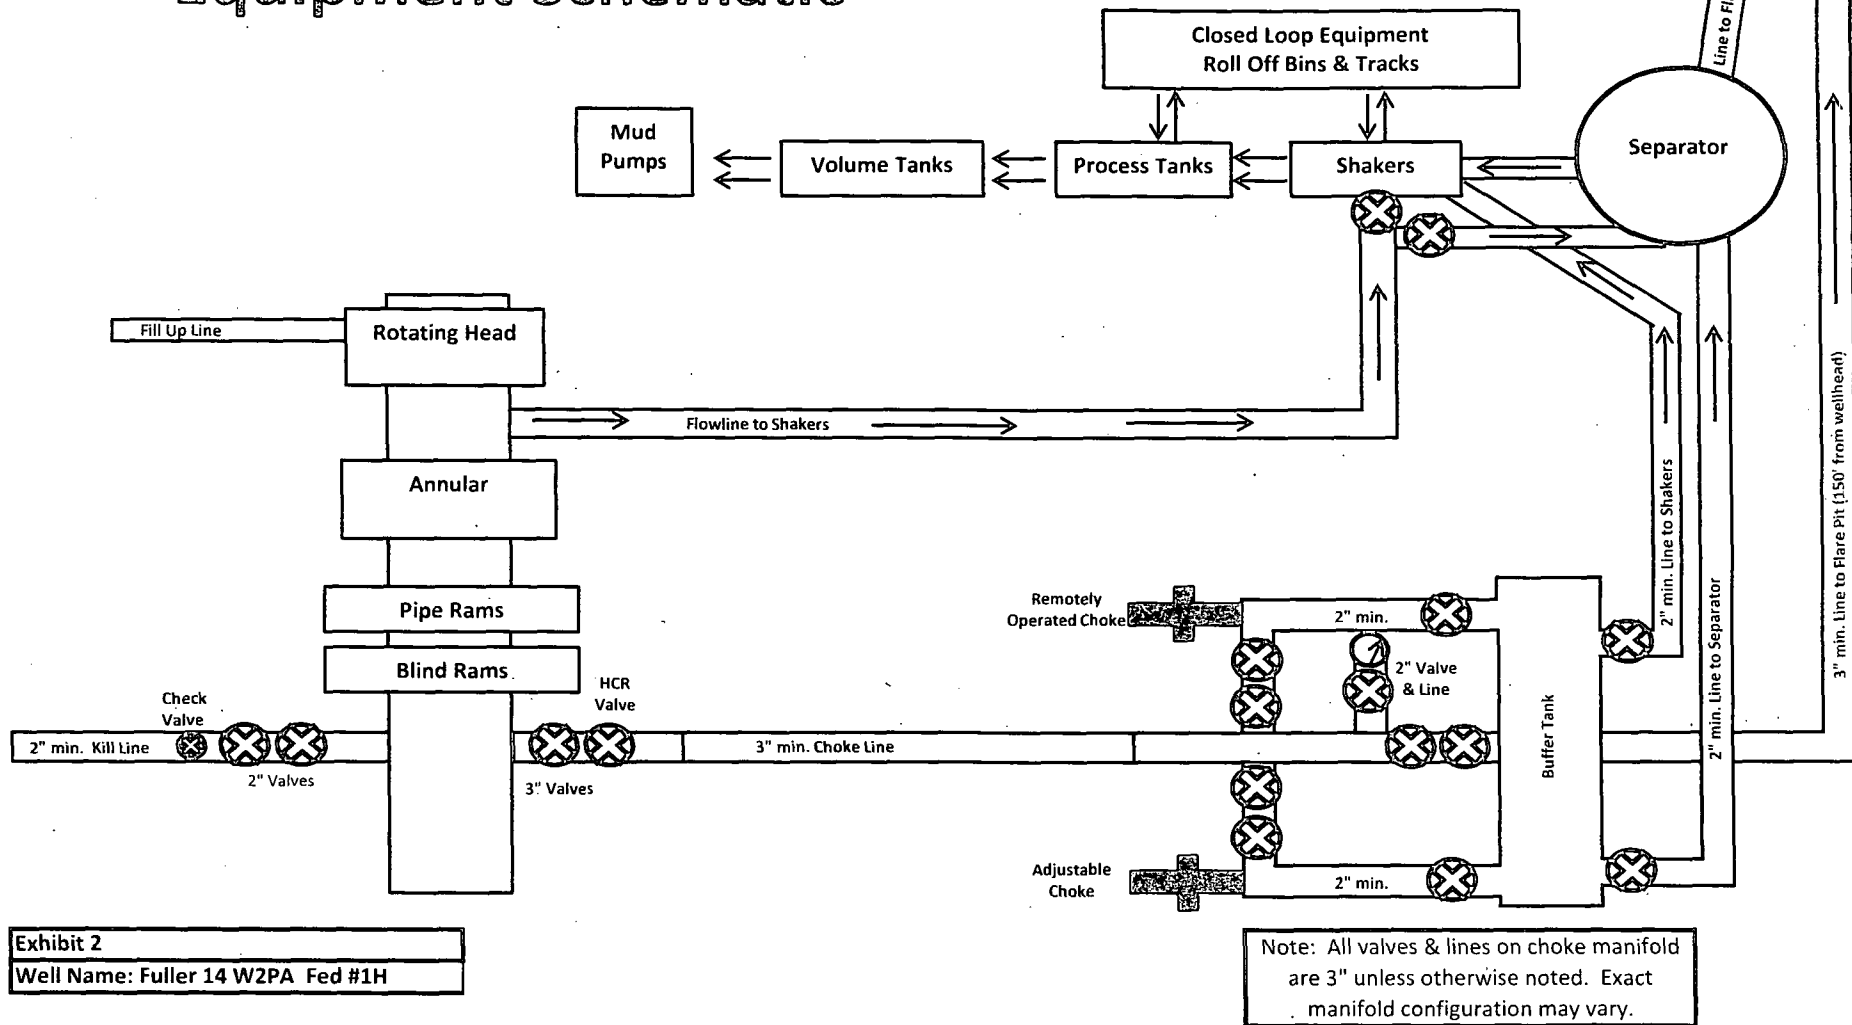 Equipment Schematic
Closed Loop Equipment
Roll Off Bins & Tracks
Line to Fl
Mud
Pumps
Volume Tanks
Process Tanks
Shakers
Separator
Fill Up Line
Rotating Head
Flowline to Shakers
Annular
Pipe Rams
Blind Rams
Check
Valve
HCR
Valve
2" min. Kill Line
2" Valves
3" Valves
3" min. Choke Line
Remotely
Operated Choke
2" min.
2" Valve
& Line
Buffer Tank
2" min. Line to Shakers
2" min. Line to Separator
3" min. Line to Flare Pit (150' from wellhead)
Adjustable
Choke
2" min.
Exhibit 2
Well Name: Fuller 14 W2PA Fed #1H
Note: All valves & lines on choke manifold
are 3" unless otherwise noted. Exact
manifold configuration may vary.